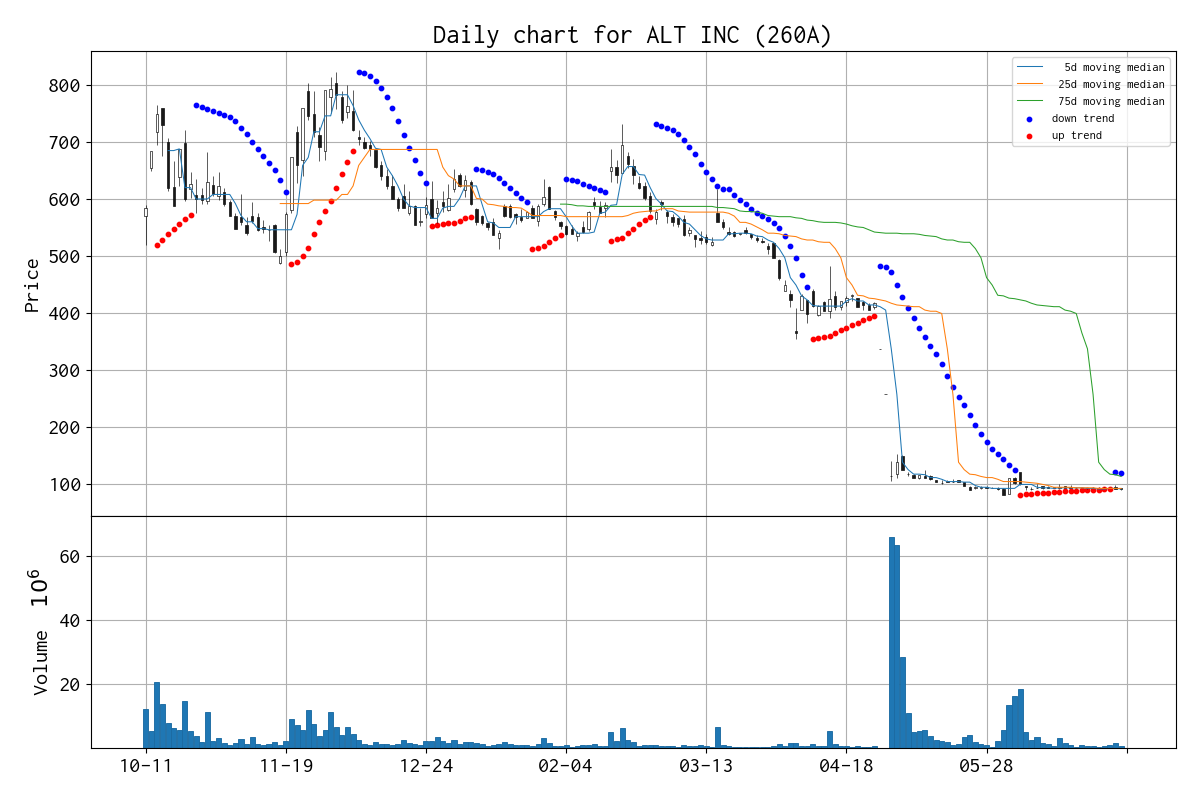 Daily chart for ALT INC (260A)
5d moving median
25d moving median
75d moving median
down trend
up trend
Price
800
700
600
500
400
300
200
100
Volume 10⁶
60
40
20
10-11
11-19
12-24
02-04
03-13
04-18
05-28